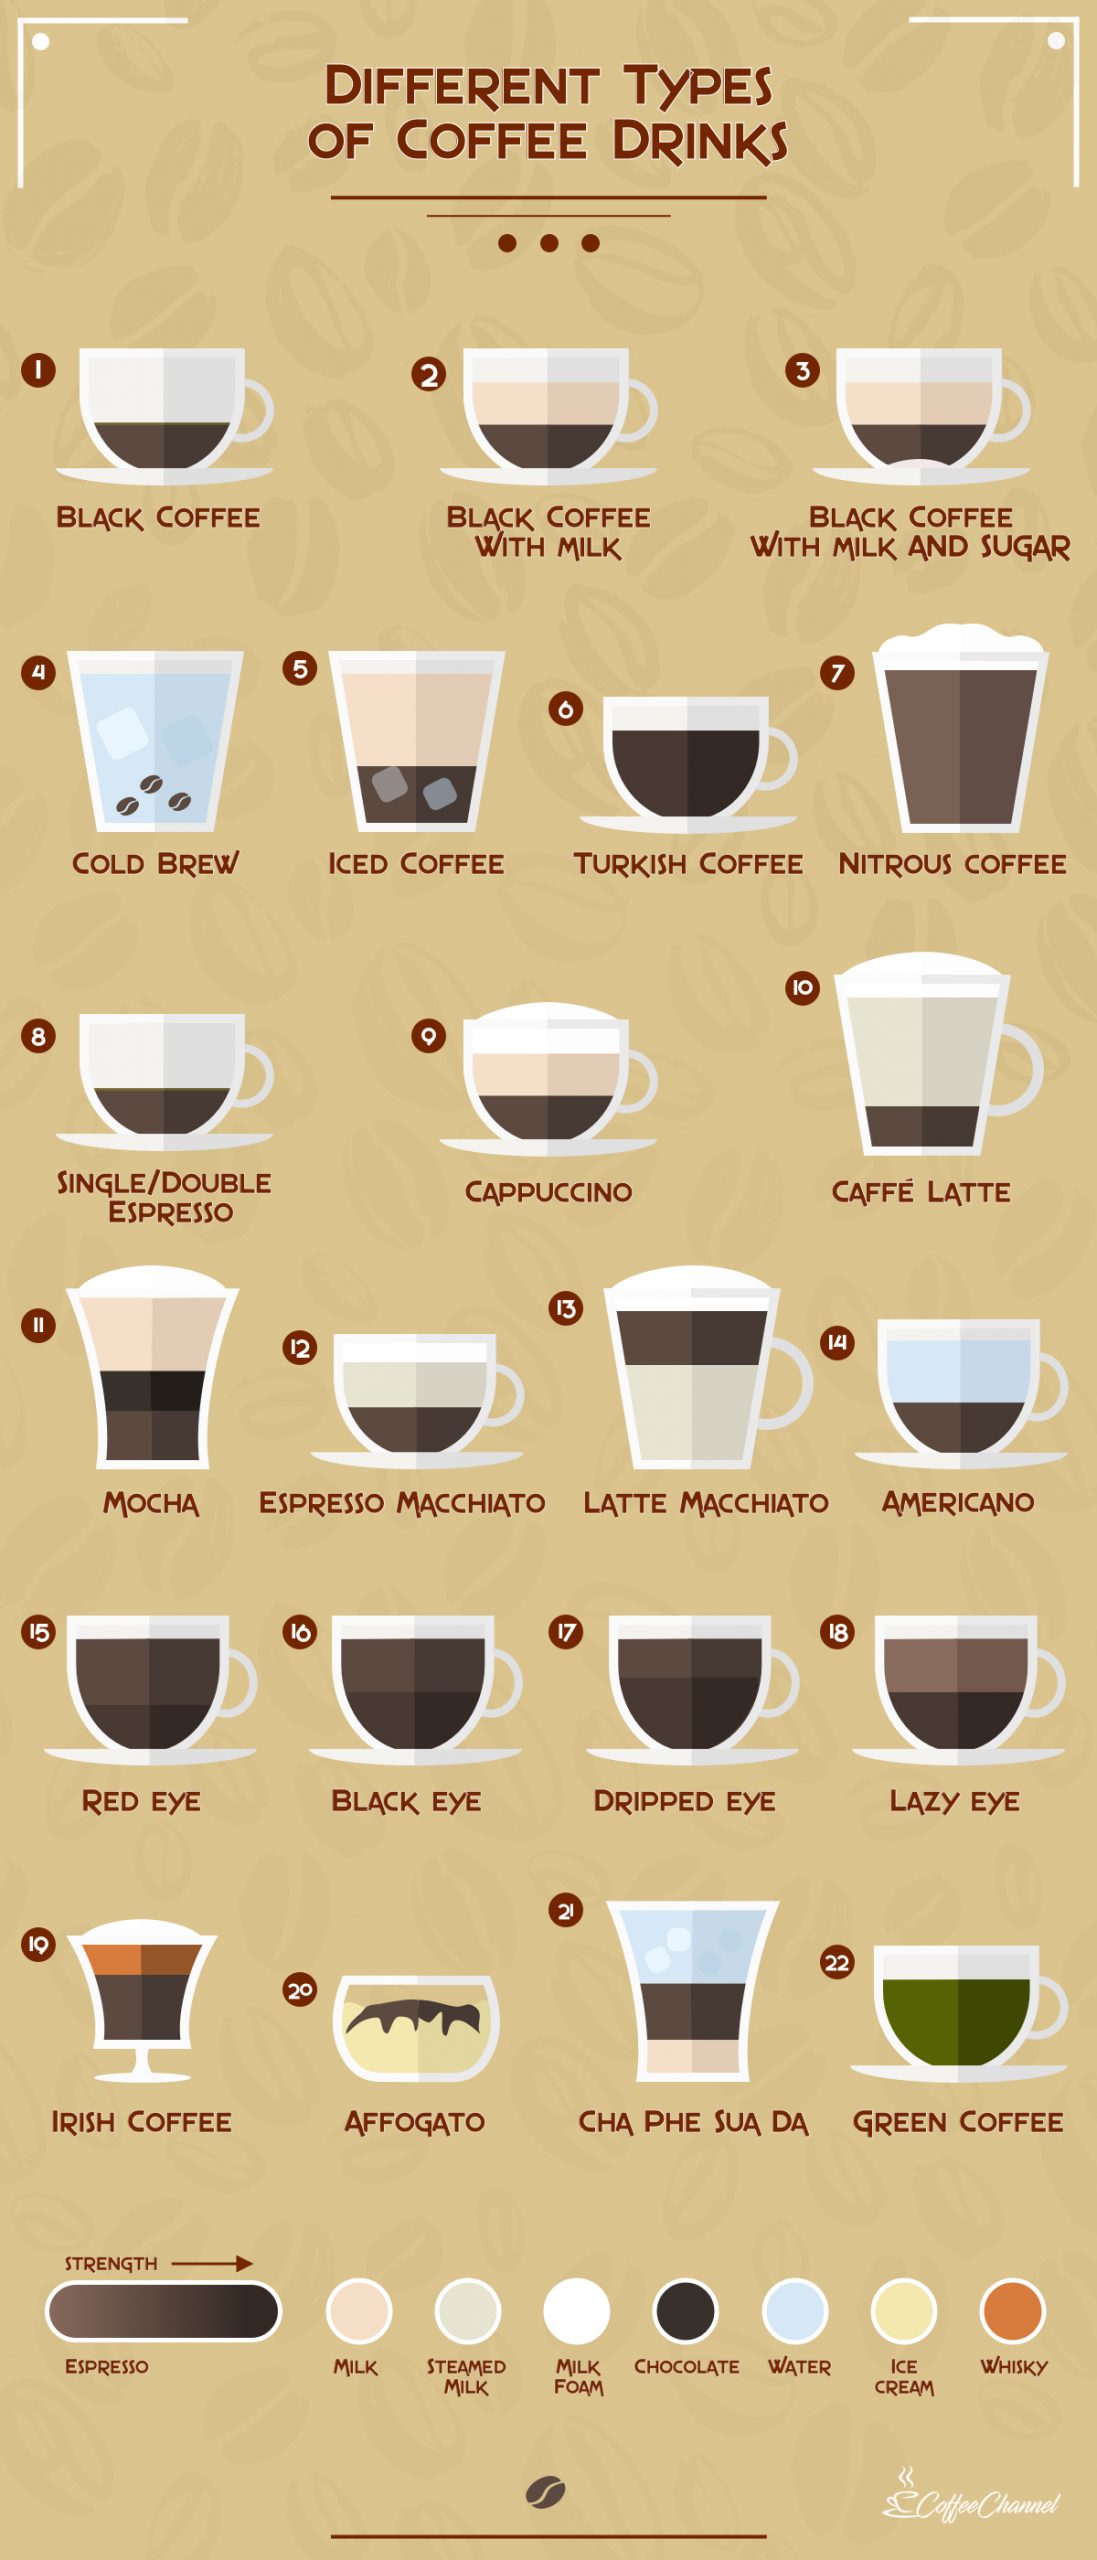 Different Types
of Coffee Drinks
1
2
3
Black Coffee
Black Coffee
with milk
Black Coffee
with milk and sugar
4
5
6
7
Cold Brew
Iced Coffee
Turkish Coffee
Nitrous coffee
8
9
10
Single/Double
Espresso
Cappuccino
Caffé Latte
11
12
13
14
Mocha
Espresso Macchiato
Latte Macchiato
Americano
15
16
17
18
Red eye
Black eye
Dripped eye
Lazy eye
19
20
21
22
Irish Coffee
Affogato
Cha Phe Sua Da
Green Coffee
strength
Espresso
Milk
Steamed
Milk
Milk
Foam
Chocolate
Water
Ice
cream
Whisky
CoffeeChannel